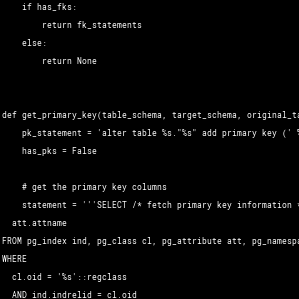 if has_fks:
return fk_statements
else:
return None
def get_primary_key(table_schema, target_schema, original_ta
pk_statement = 'alter table %s."%s" add primary key (' %
has_pks = False
# get the primary key columns
statement = '''SELECT /* fetch primary key information *
att.attname
FROM pg_index ind, pg_class cl, pg_attribute att, pg_namespa
WHERE
cl.oid = '%s'::regclass
AND ind.indrelid = cl.oid